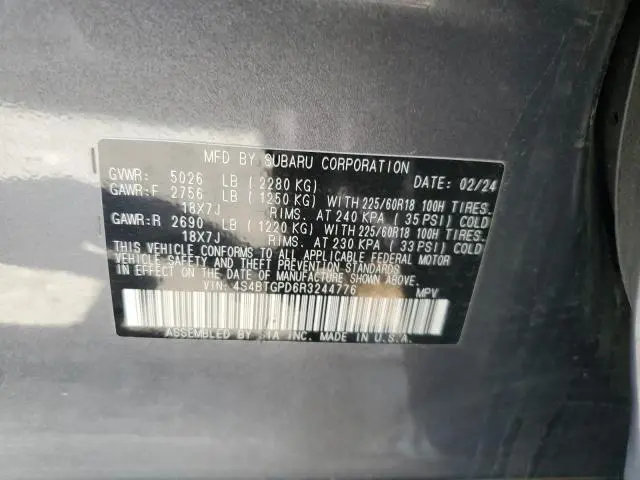 MFD BY SUBARU CORPORATION
GVWR: 5026 LB ( 2280 KG) DATE: 02/24
GAWR:F 2756 LB ( 1250 KG) WITH 225/60R18 100H TIRES.
18X7J RIMS. AT 240 KPA ( 35 PSI) COLD
GAWR:R 2690 LB ( 1220 KG) WITH 225/60R18 100H TIRES.
18X7J RIMS. AT 230 KPA ( 33 PSI) COLD
THIS VEHICLE CONFORMS TO ALL APPLICABLE FEDERAL MOTOR
VEHICLE SAFETY AND THEFT PREVENTION STANDARDS IN EFFECT
ON THE DATE OF MANUFACTURE SHOWN ABOVE.
VIN: 4S4BTGPD6R3244776 MPV
ASSEMBLED BY SIA INC. MADE IN U.S.A.